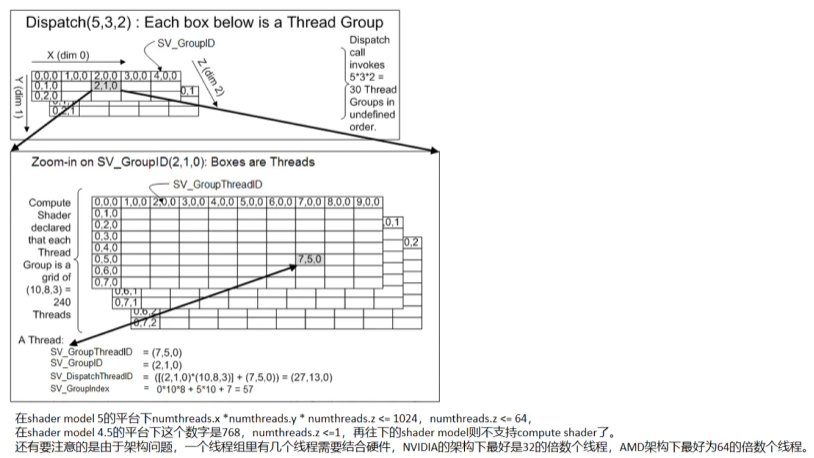 Dispatch(5,3,2) : Each box below is a Thread Group
SV_GroupID
X (dim 0)
Y (dim 1)
Z (dim 2)
0,0,0 1,0,0 2,0,0 3,0,0 4,0,0
0,1,0 2,1,0 0,1
0,2,0
0,2,1
Dispatch
call
invokes
5*3*2 =
30 Thread
Groups in
undefined
order.
Zoom-in on SV_GroupID(2,1,0): Boxes are Threads
SV_GroupThreadID
Compute
Shader
declared
that each
Thread
Group is a
grid of
(10,8,3) =
240
Threads
0,0,0 1,0,0 2,0,0 3,0,0 4,0,0 5,0,0 6,0,0 7,0,0 8,0,0 9,0,0
0,1,0
0,2,0 0,1
0,3,0
0,4,0 0,2
0,5,0 7,5,0
0,6,0
0,7,0
0,6,1
0,7,1
0,6,2
0,7,2
A Thread:
SV_GroupThreadID = (7,5,0)
SV_GroupID = (2,1,0)
SV_DispatchThreadID = ([(2,1,0)*(10,8,3)] + (7,5,0)) = (27,13,0)
SV_GroupIndex = 0*10*8 + 5*10 + 7 = 57
在shader model 5的平台下numthreads.x *numthreads.y * numthreads.z <= 1024，numthreads.z <= 64，
在shader model 4.5的平台下这个数字是768，numthreads.z <=1，再往下的shader model则不支持compute shader了。
还有要注意的是由于架构问题，一个线程组里有几个线程需要结合硬件，NVIDIA的架构下最好是32的倍数个线程，AMD架构下最好为64的倍数个线程。